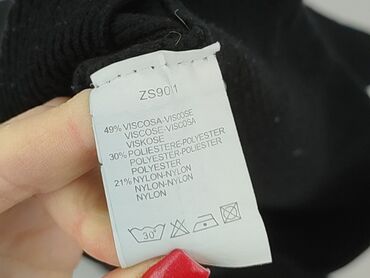 ZS901
49% VISCOSA-VISCOSE
VISCOSE-VISCOSA
VISKOSE
30% POLIESTERE-POLYESTER
POLYESTER-POLYESTER
POLYESTER
21% NYLON-NYLON
NYLON-NYLON
NYLON
30°